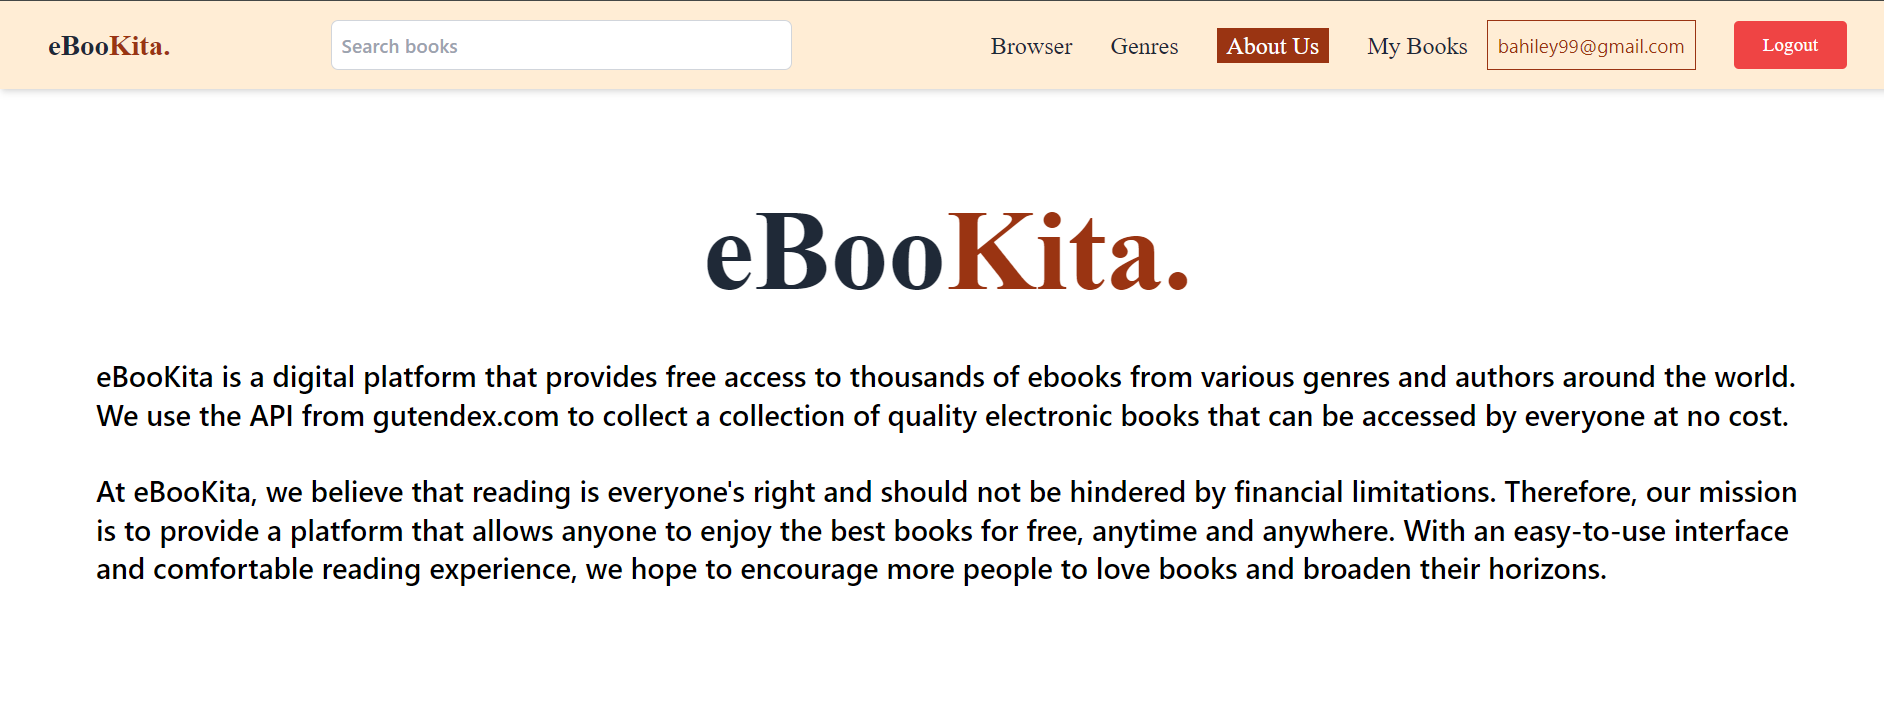 eBooKita.
Search books
Browser
Genres
About Us
My Books
bahiley99@gmail.com
Logout
eBooKita.
eBooKita is a digital platform that provides free access to thousands of ebooks from various genres and authors around the world.
We use the API from gutendex.com to collect a collection of quality electronic books that can be accessed by everyone at no cost.
At eBooKita, we believe that reading is everyone's right and should not be hindered by financial limitations. Therefore, our mission
is to provide a platform that allows anyone to enjoy the best books for free, anytime and anywhere. With an easy-to-use interface
and comfortable reading experience, we hope to encourage more people to love books and broaden their horizons.